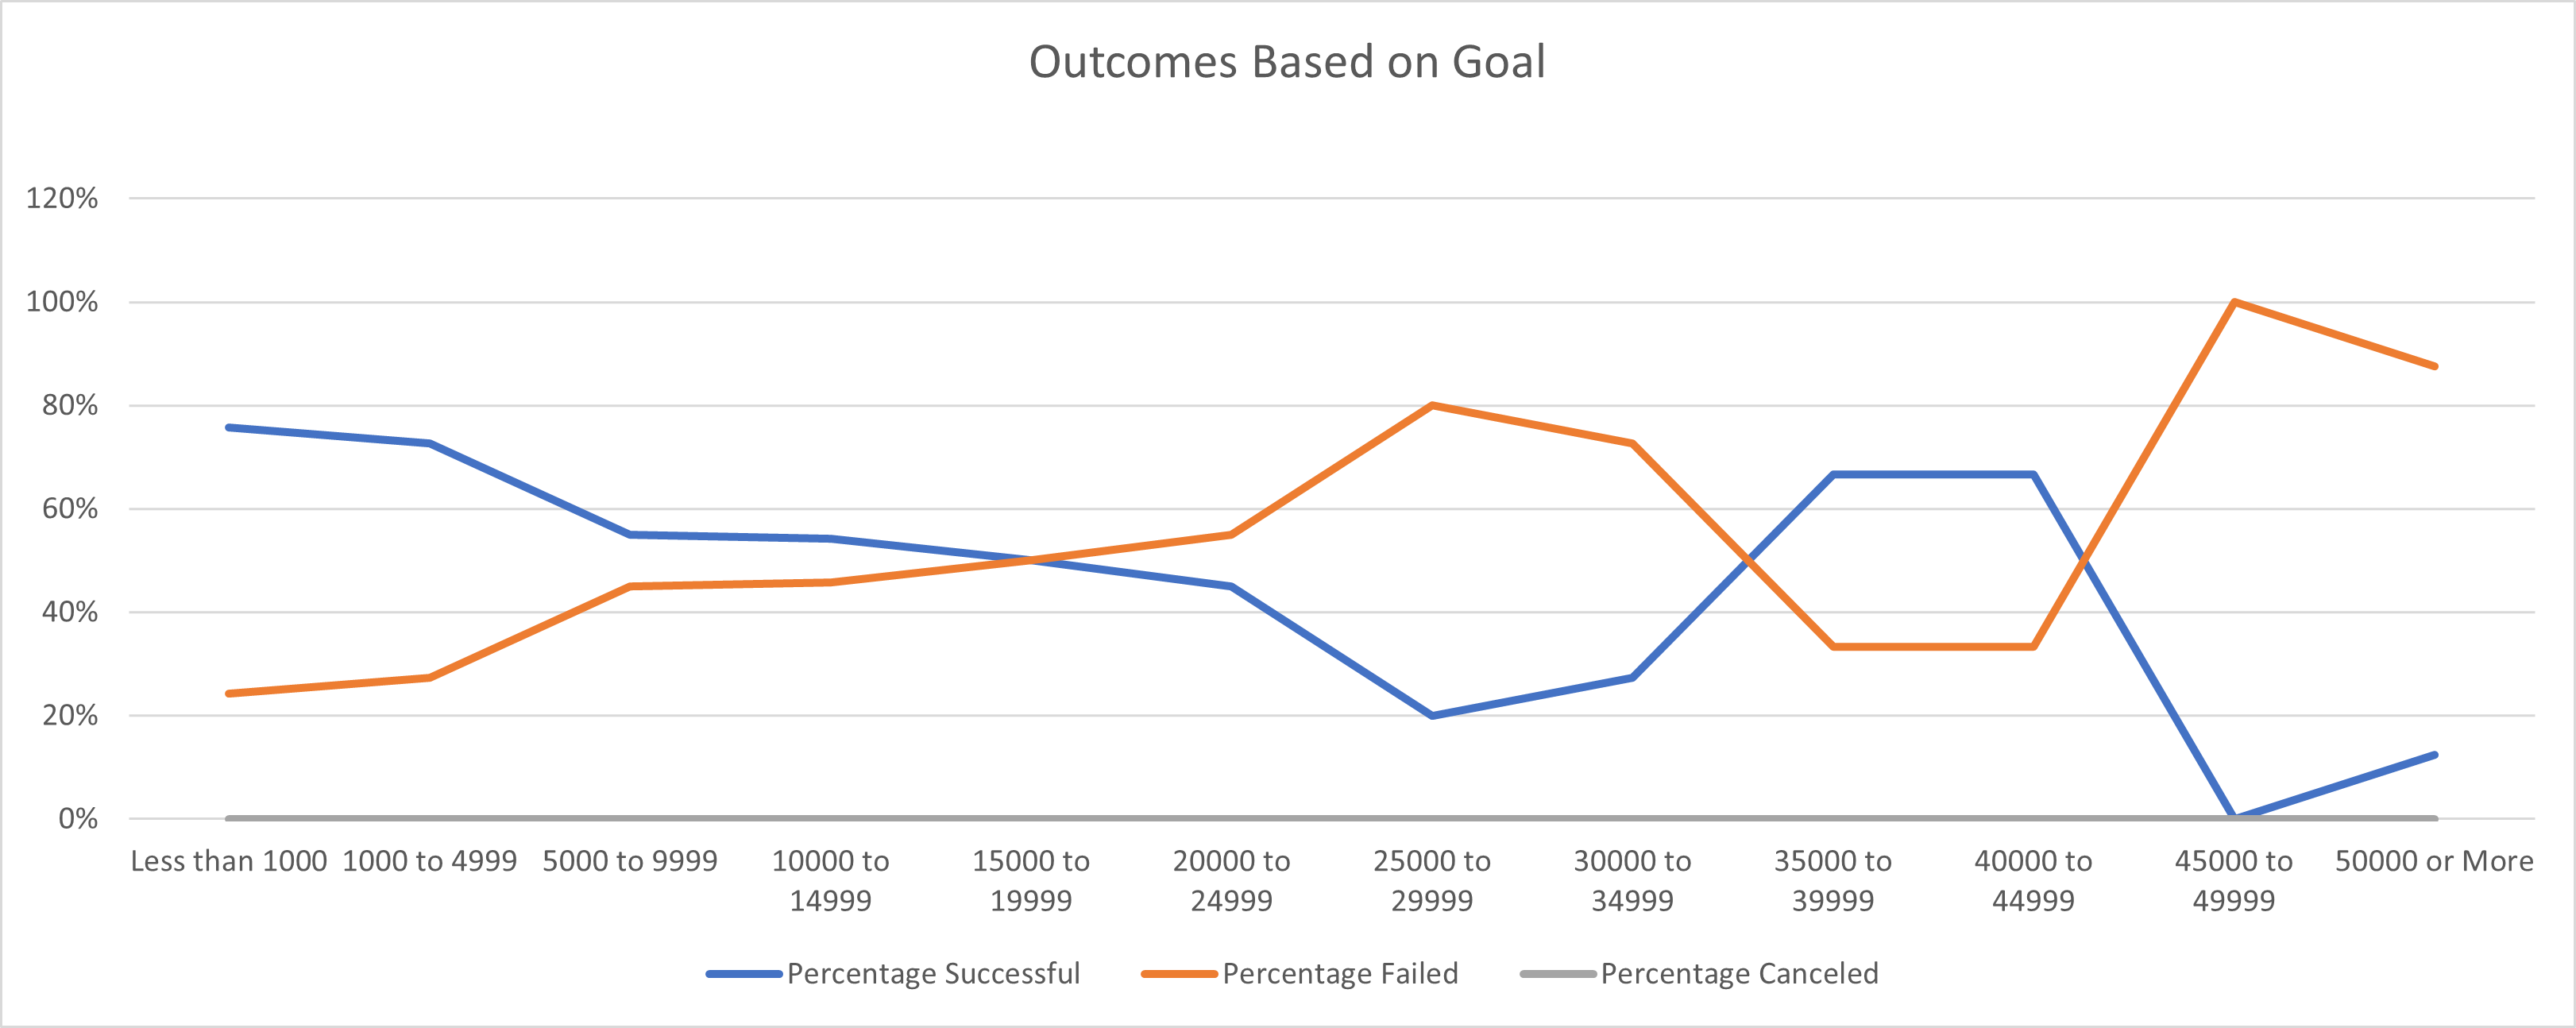 Outcomes Based on Goal
120%
100%
80%
60%
40%
20%
0%
Less than 1000
1000 to 4999
5000 to 9999
10000 to
14999
15000 to
19999
20000 to
24999
25000 to
29999
30000 to
34999
35000 to
39999
40000 to
44999
45000 to
49999
50000 or More
Percentage Successful
Percentage Failed
Percentage Canceled